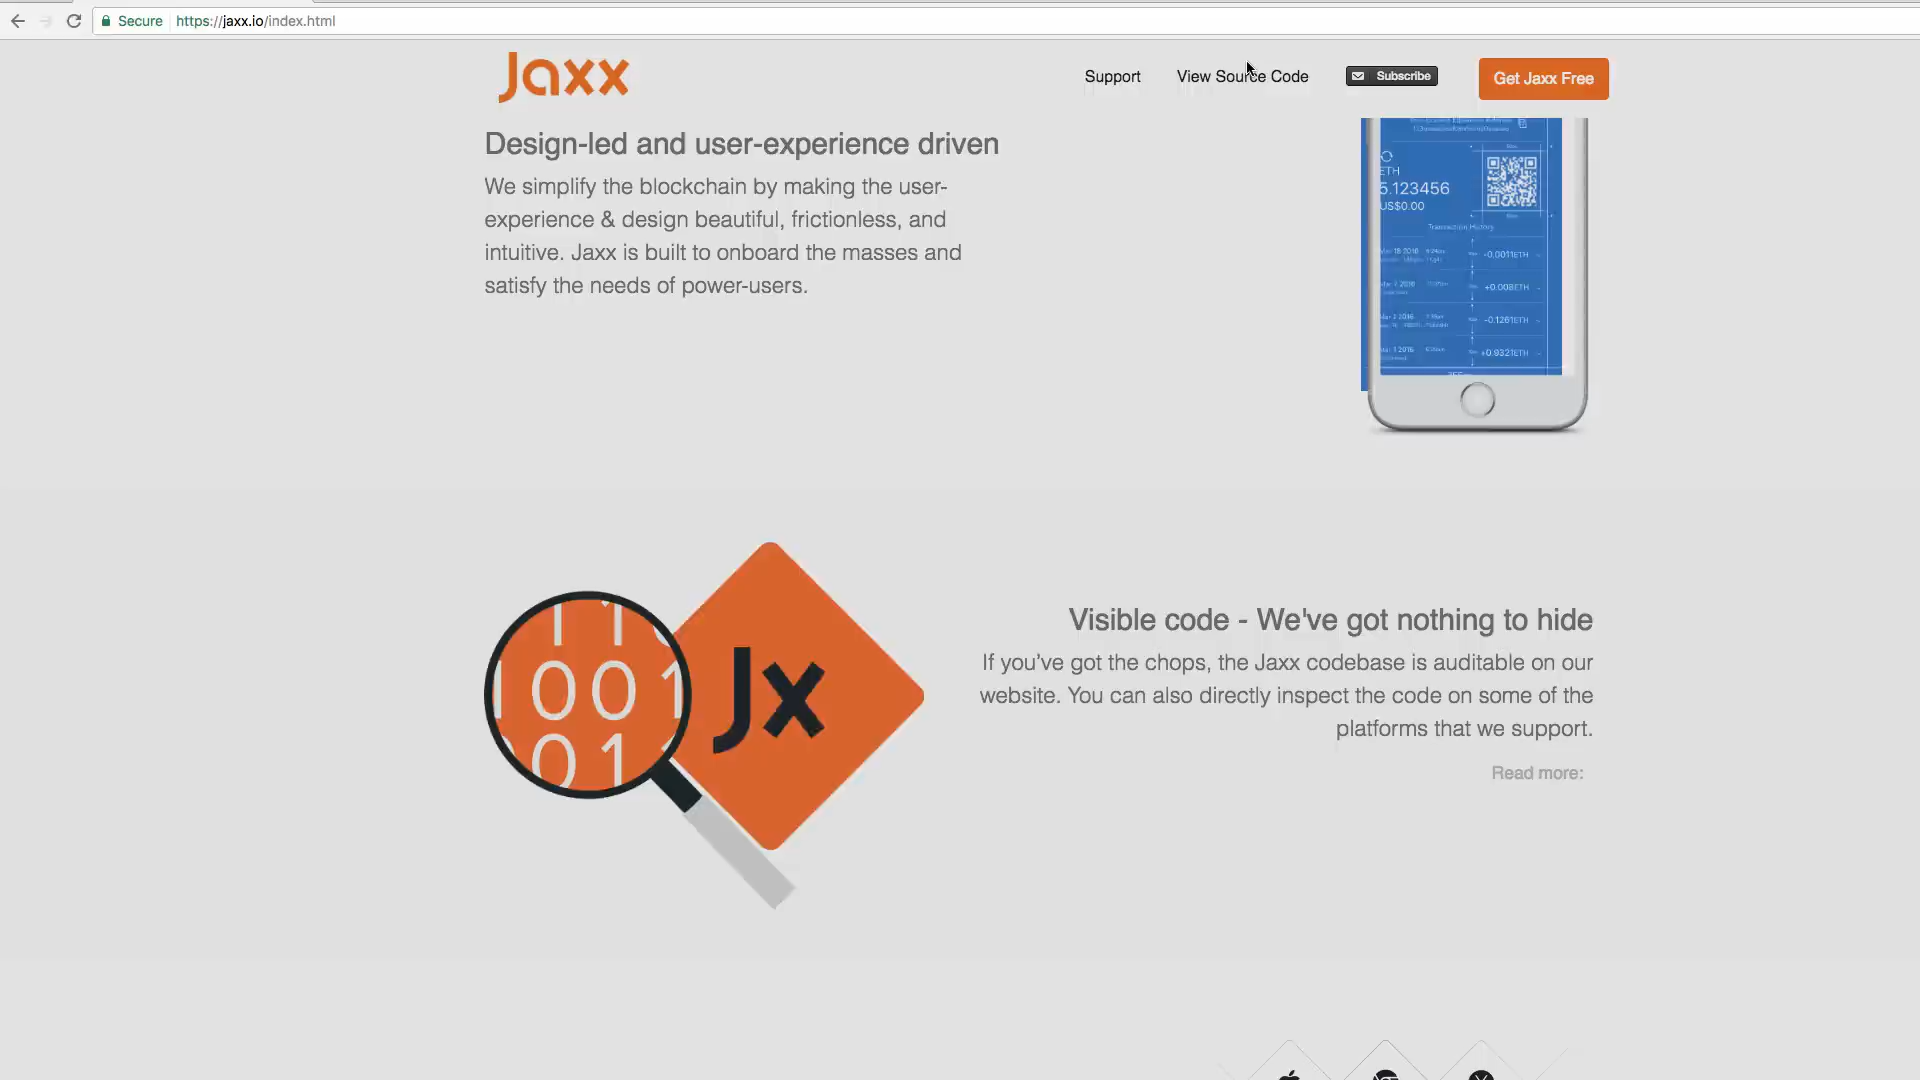 Secure https://jaxx.io/index.html
Jaxx
Support View Source Code Subscribe Get Jaxx Free
Design-led and user-experience driven
We simplify the blockchain by making the user-
experience & design beautiful, frictionless, and
intuitive. Jaxx is built to onboard the masses and
satisfy the needs of power-users.
ETH
5.123456
US$0.00
Transaction History
-0.0011ETH
+0.008ETH
-0.1261ETH
+0.9321ETH
1001
Jx
Visible code - We've got nothing to hide
If you’ve got the chops, the Jaxx codebase is auditable on our
website. You can also directly inspect the code on some of the
platforms that we support.
Read more: